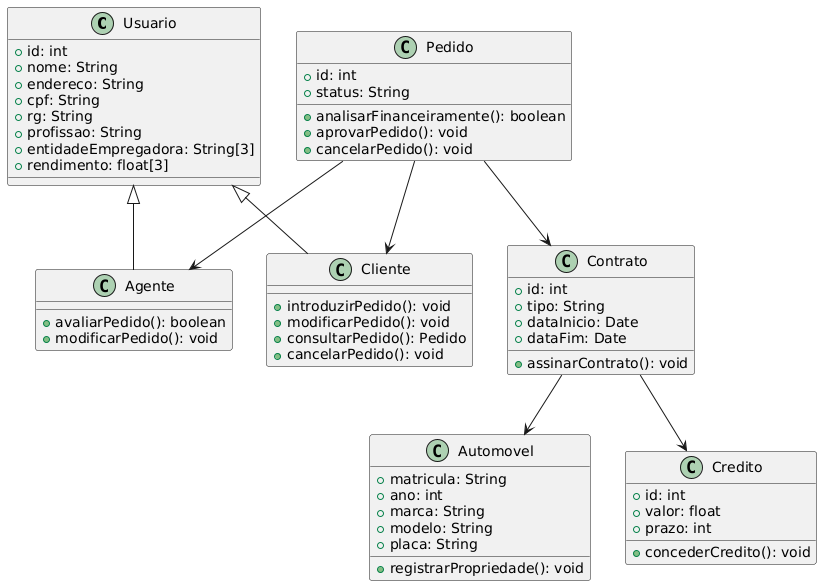 C Usuario
id: int
nome: String
endereco: String
cpf: String
rg: String
profissao: String
entidadeEmpregadora: String[3]
rendimento: float[3]
C Pedido
id: int
status: String
analisarFinanceiramente(): boolean
aprovarPedido(): void
cancelarPedido(): void
C Agente
avaliarPedido(): boolean
modificarPedido(): void
C Cliente
introduzirPedido(): void
modificarPedido(): void
consultarPedido(): Pedido
cancelarPedido(): void
C Contrato
id: int
tipo: String
dataInicio: Date
dataFim: Date
assinarContrato(): void
C Automovel
matricula: String
ano: int
marca: String
modelo: String
placa: String
registrarPropriedade(): void
C Credito
id: int
valor: float
prazo: int
concederCredito(): void